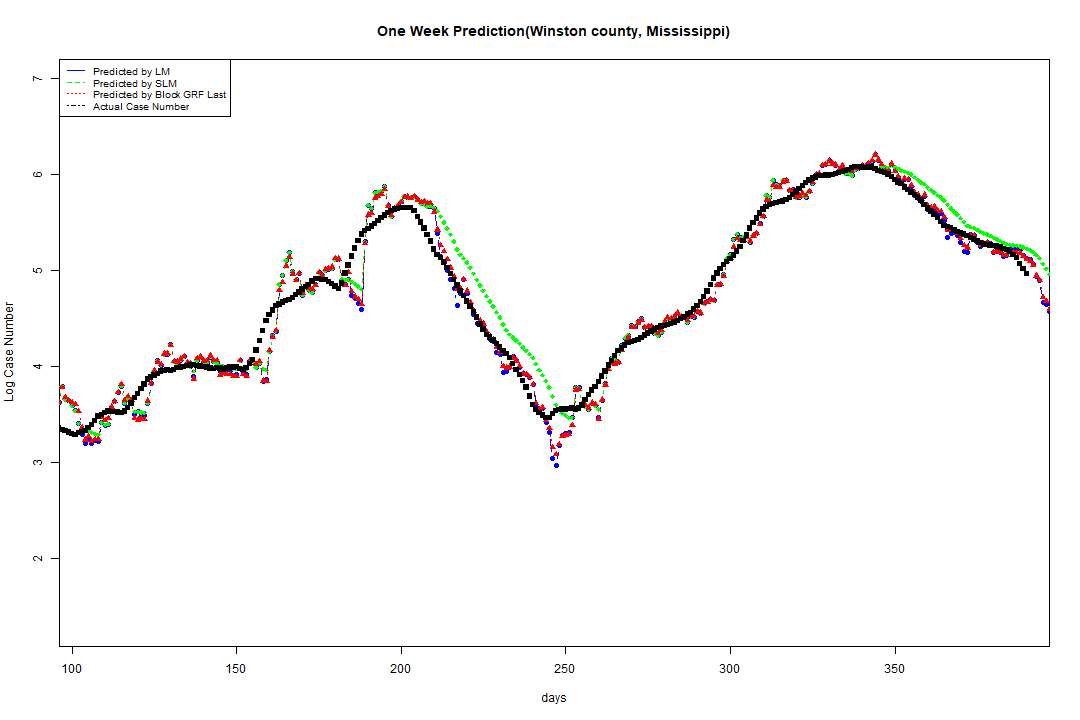 One Week Prediction(Winston county, Mississippi)
Predicted by LM
Predicted by SLM
Predicted by Block GRF Last
Actual Case Number
7
6
5
4
3
2
Log Case Number
100 150 200 250 300 350
days